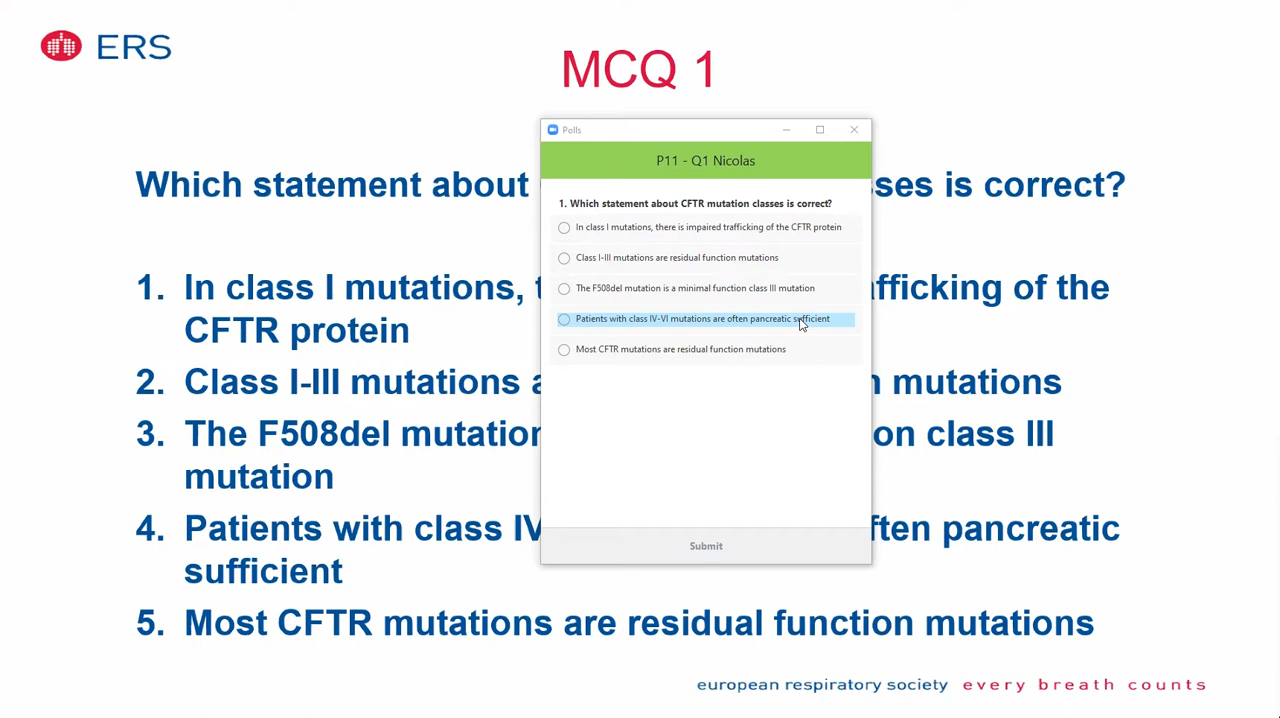 ERS
MCQ 1
Polls
P11 - Q1 Nicolas
Which statement about
ses is correct?
1. Which statement about CFTR mutation classes is correct?
In class I mutations, there is impaired trafficking of the CFTR protein
Class I-III mutations are residual function mutations
The F508del mutation is a minimal function class III mutation
Patients with class IV-VI mutations are often pancreatic sufficient
Most CFTR mutations are residual function mutations
Submit
1. In class I mutations, t
fficking of the
CFTR protein
2. Class I-III mutations a
n mutations
3. The F508del mutation
on class III
mutation
4. Patients with class IV
ften pancreatic
sufficient
5. Most CFTR mutations are residual function mutations
european respiratory society every breath counts